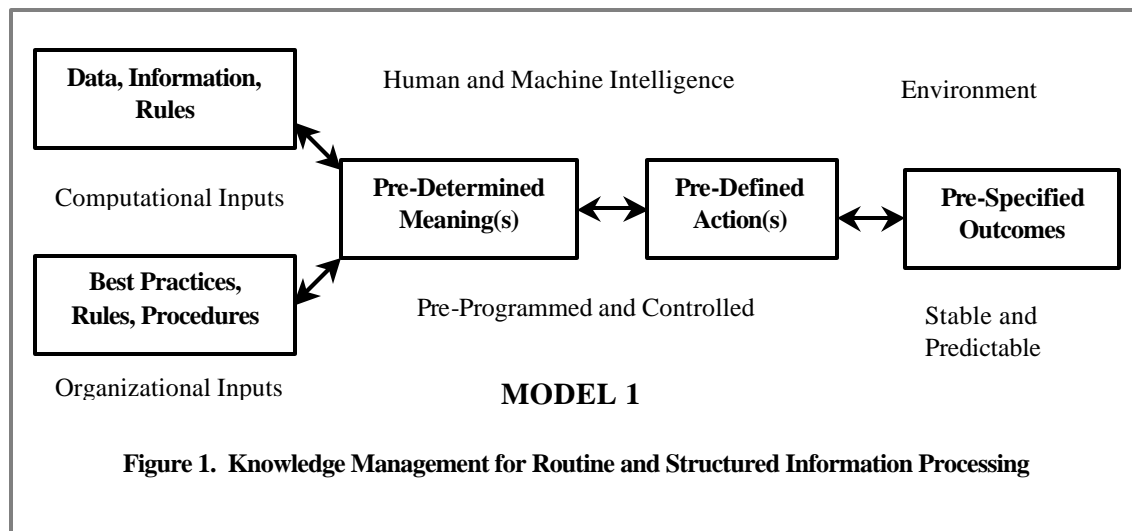 Data, Information,
Rules
Human and Machine Intelligence
Environment
Computational Inputs
Pre-Determined
Meaning(s)
Pre-Defined
Action(s)
Pre-Specified
Outcomes
Best Practices,
Rules, Procedures
Pre-Programmed and Controlled
Stable and
Predictable
Organizational Inputs
MODEL 1
Figure 1. Knowledge Management for Routine and Structured Information Processing